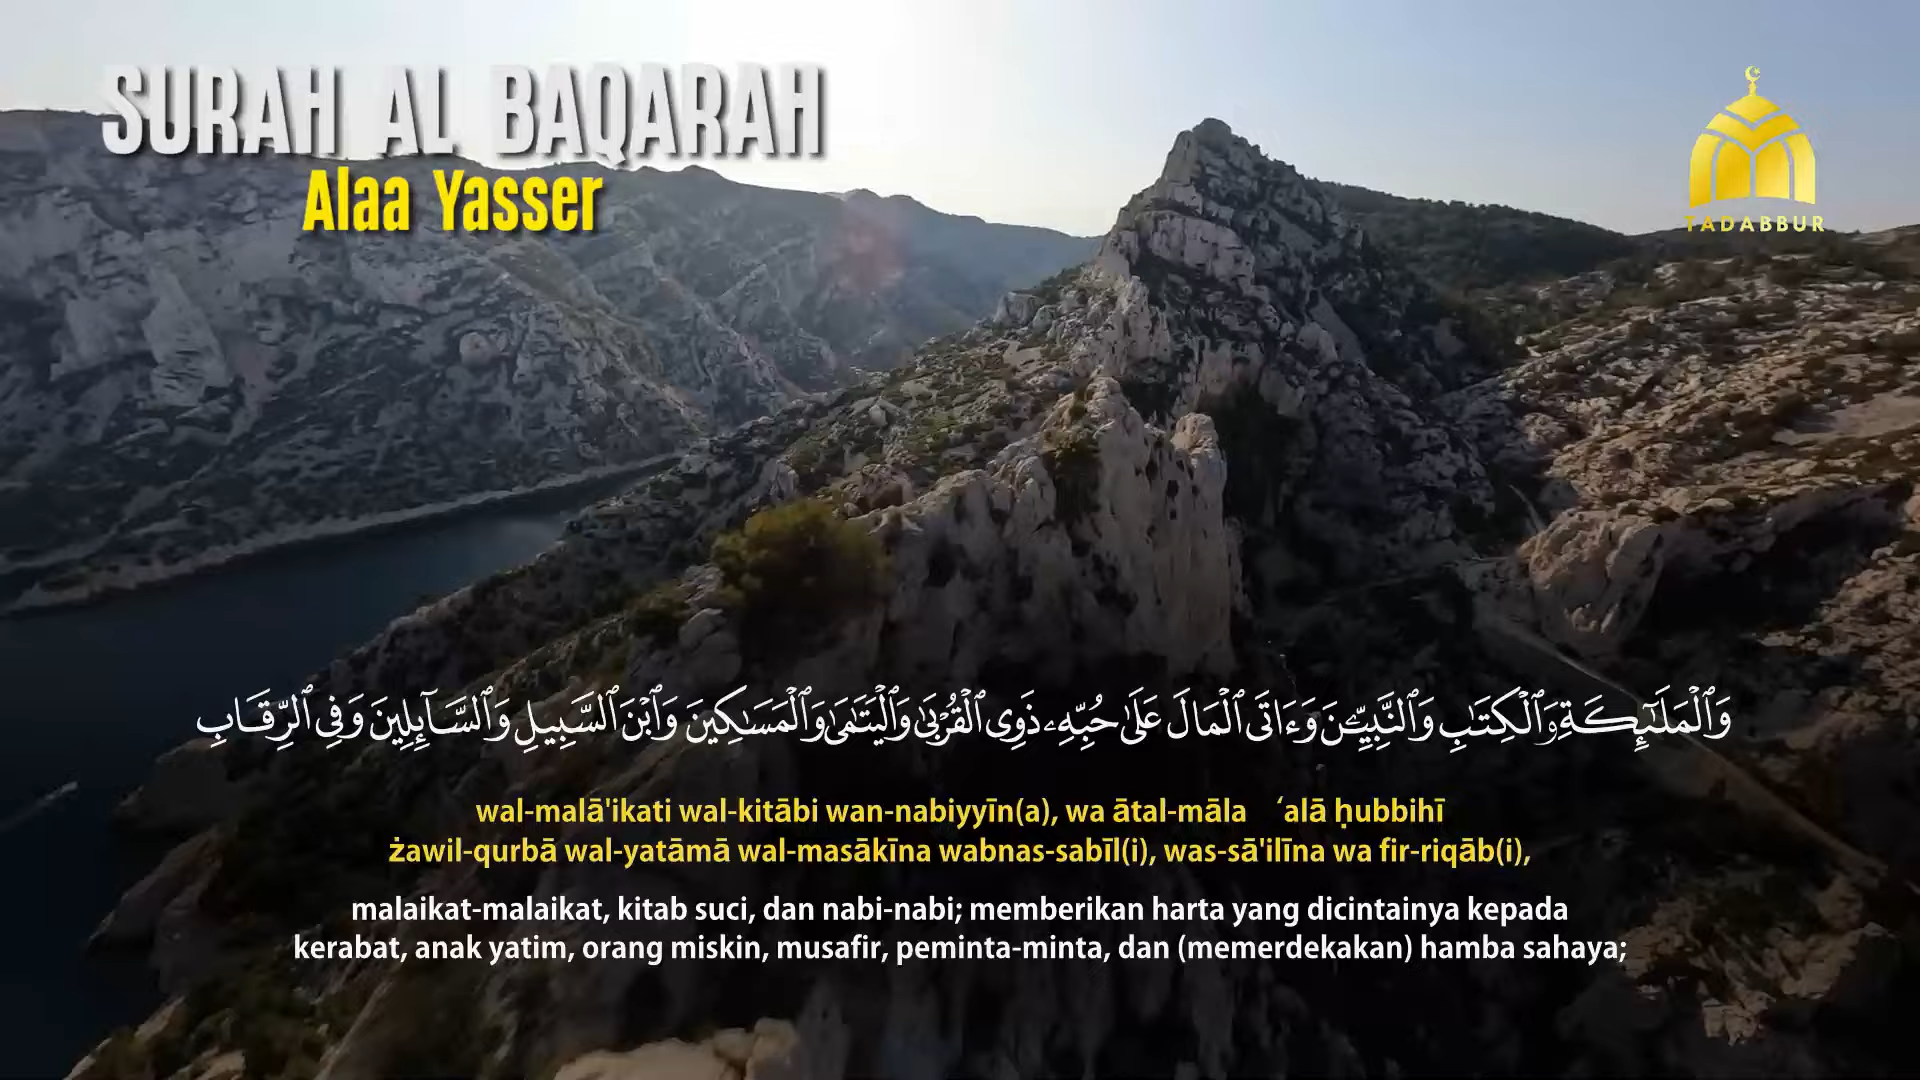 SURAH AL BAQARAH
Alaa Yasser
TADABBUR
وَٱلْمَلَـٰٓئِكَةِ وَٱلْكِتَـٰبِ وَٱلنَّبِيِّـۧنَ وَءَاتَى ٱلْمَالَ عَلَىٰ حُبِّهِۦ ذَوِى ٱلْقُرْبَىٰ وَٱلْيَتَـٰمَىٰ وَٱلْمَسَـٰكِينَ وَٱبْنَ ٱلسَّبِيلِ وَٱلسَّآئِلِينَ وَفِى ٱلرِّقَابِ
wal-malā'ikati wal-kitābi wan-nabiyyīn(a), wa ātal-māla ‘alā ḥubbihī
żawil-qurbā wal-yatāmā wal-masākīna wabnas-sabīl(i), was-sā'ilīna wa fir-riqāb(i),
malaikat-malaikat, kitab suci, dan nabi-nabi; memberikan harta yang dicintainya kepada
kerabat, anak yatim, orang miskin, musafir, peminta-minta, dan (memerdekakan) hamba sahaya;